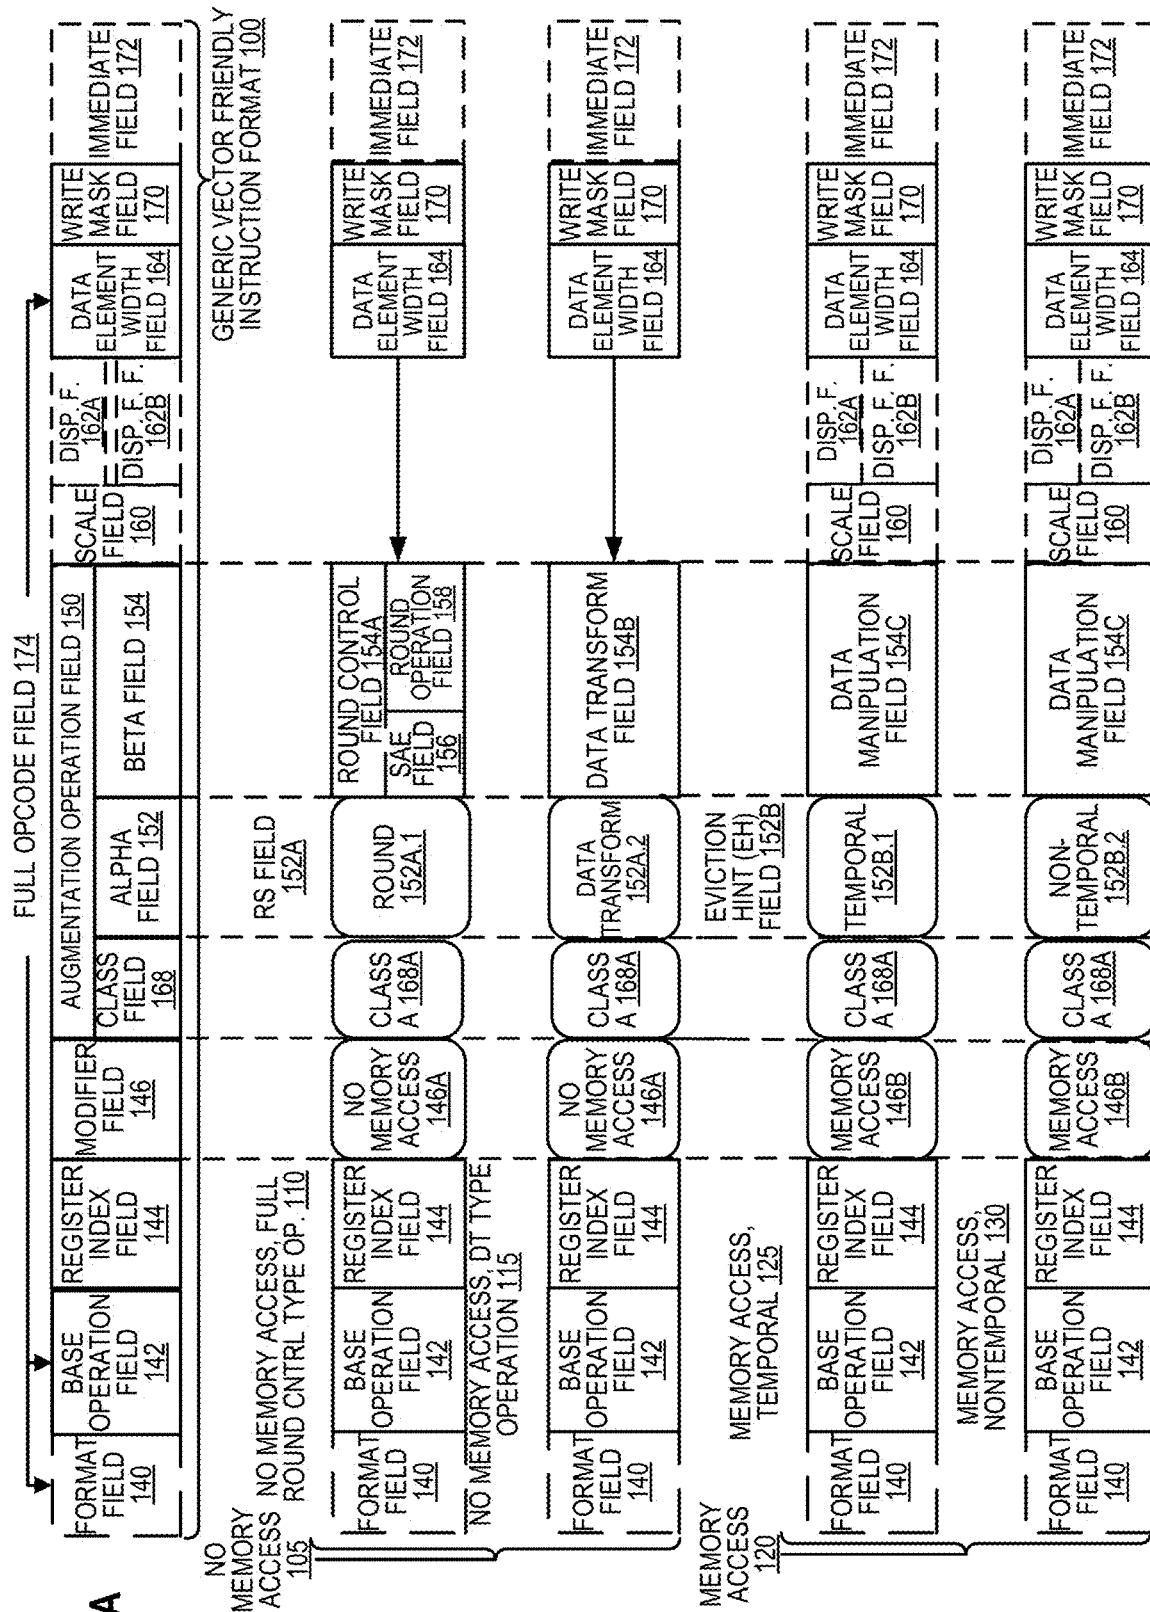 A
FULL OPCODE FIELD 174
FORMAT
FIELD
140
BASE
OPERATION
FIELD
142
REGISTER
INDEX
FIELD
144
MODIFIER
FIELD
146
AUGMENTATION OPERATION FIELD 150
CLASS
FIELD
168
ALPHA
FIELD 152
BETA FIELD 154
SCALE
FIELD
160
DISP. F.
162A
DISP. F. F.
162B
DATA
ELEMENT
WIDTH
FIELD 164
WRITE
MASK
FIELD
170
IMMEDIATE
FIELD 172
GENERIC VECTOR FRIENDLY
INSTRUCTION FORMAT 100
NO
MEMORY
ACCESS
105
NO MEMORY ACCESS, FULL
ROUND CNTRL TYPE OP. 110
RS FIELD
152A
FORMAT
FIELD
140
BASE
OPERATION
FIELD
142
REGISTER
INDEX
FIELD
144
NO
MEMORY
ACCESS
146A
CLASS
A 168A
ROUND
152A.1
ROUND CONTROL
FIELD 154A
SAE
FIELD
156
ROUND
OPERATION
FIELD 158
DATA
ELEMENT
WIDTH
FIELD 164
WRITE
MASK
FIELD
170
IMMEDIATE
FIELD 172
NO MEMORY ACCESS, DT TYPE
OPERATION 115
FORMAT
FIELD
140
BASE
OPERATION
FIELD
142
REGISTER
INDEX
FIELD
144
NO
MEMORY
ACCESS
146A
CLASS
A 168A
DATA
TRANSFORM
152A.2
DATA TRANSFORM
FIELD 154B
DATA
ELEMENT
WIDTH
FIELD 164
WRITE
MASK
FIELD
170
IMMEDIATE
FIELD 172
MEMORY
ACCESS
120
MEMORY ACCESS,
TEMPORAL 125
EVICTION
HINT (EH)
FIELD 152B
FORMAT
FIELD
140
BASE
OPERATION
FIELD
142
REGISTER
INDEX
FIELD
144
MEMORY
ACCESS
146B
CLASS
A 168A
TEMPORAL
152B.1
DATA
MANIPULATION
FIELD 154C
SCALE
FIELD
160
DISP. F.
162A
DISP. F. F.
162B
DATA
ELEMENT
WIDTH
FIELD 164
WRITE
MASK
FIELD
170
IMMEDIATE
FIELD 172
MEMORY ACCESS,
NONTEMPORAL 130
FORMAT
FIELD
140
BASE
OPERATION
FIELD
142
REGISTER
INDEX
FIELD
144
MEMORY
ACCESS
146B
CLASS
A 168A
NON-
TEMPORAL
152B.2
DATA
MANIPULATION
FIELD 154C
SCALE
FIELD
160
DISP. F.
162A
DISP. F. F.
162B
DATA
ELEMENT
WIDTH
FIELD 164
WRITE
MASK
FIELD
170
IMMEDIATE
FIELD 172